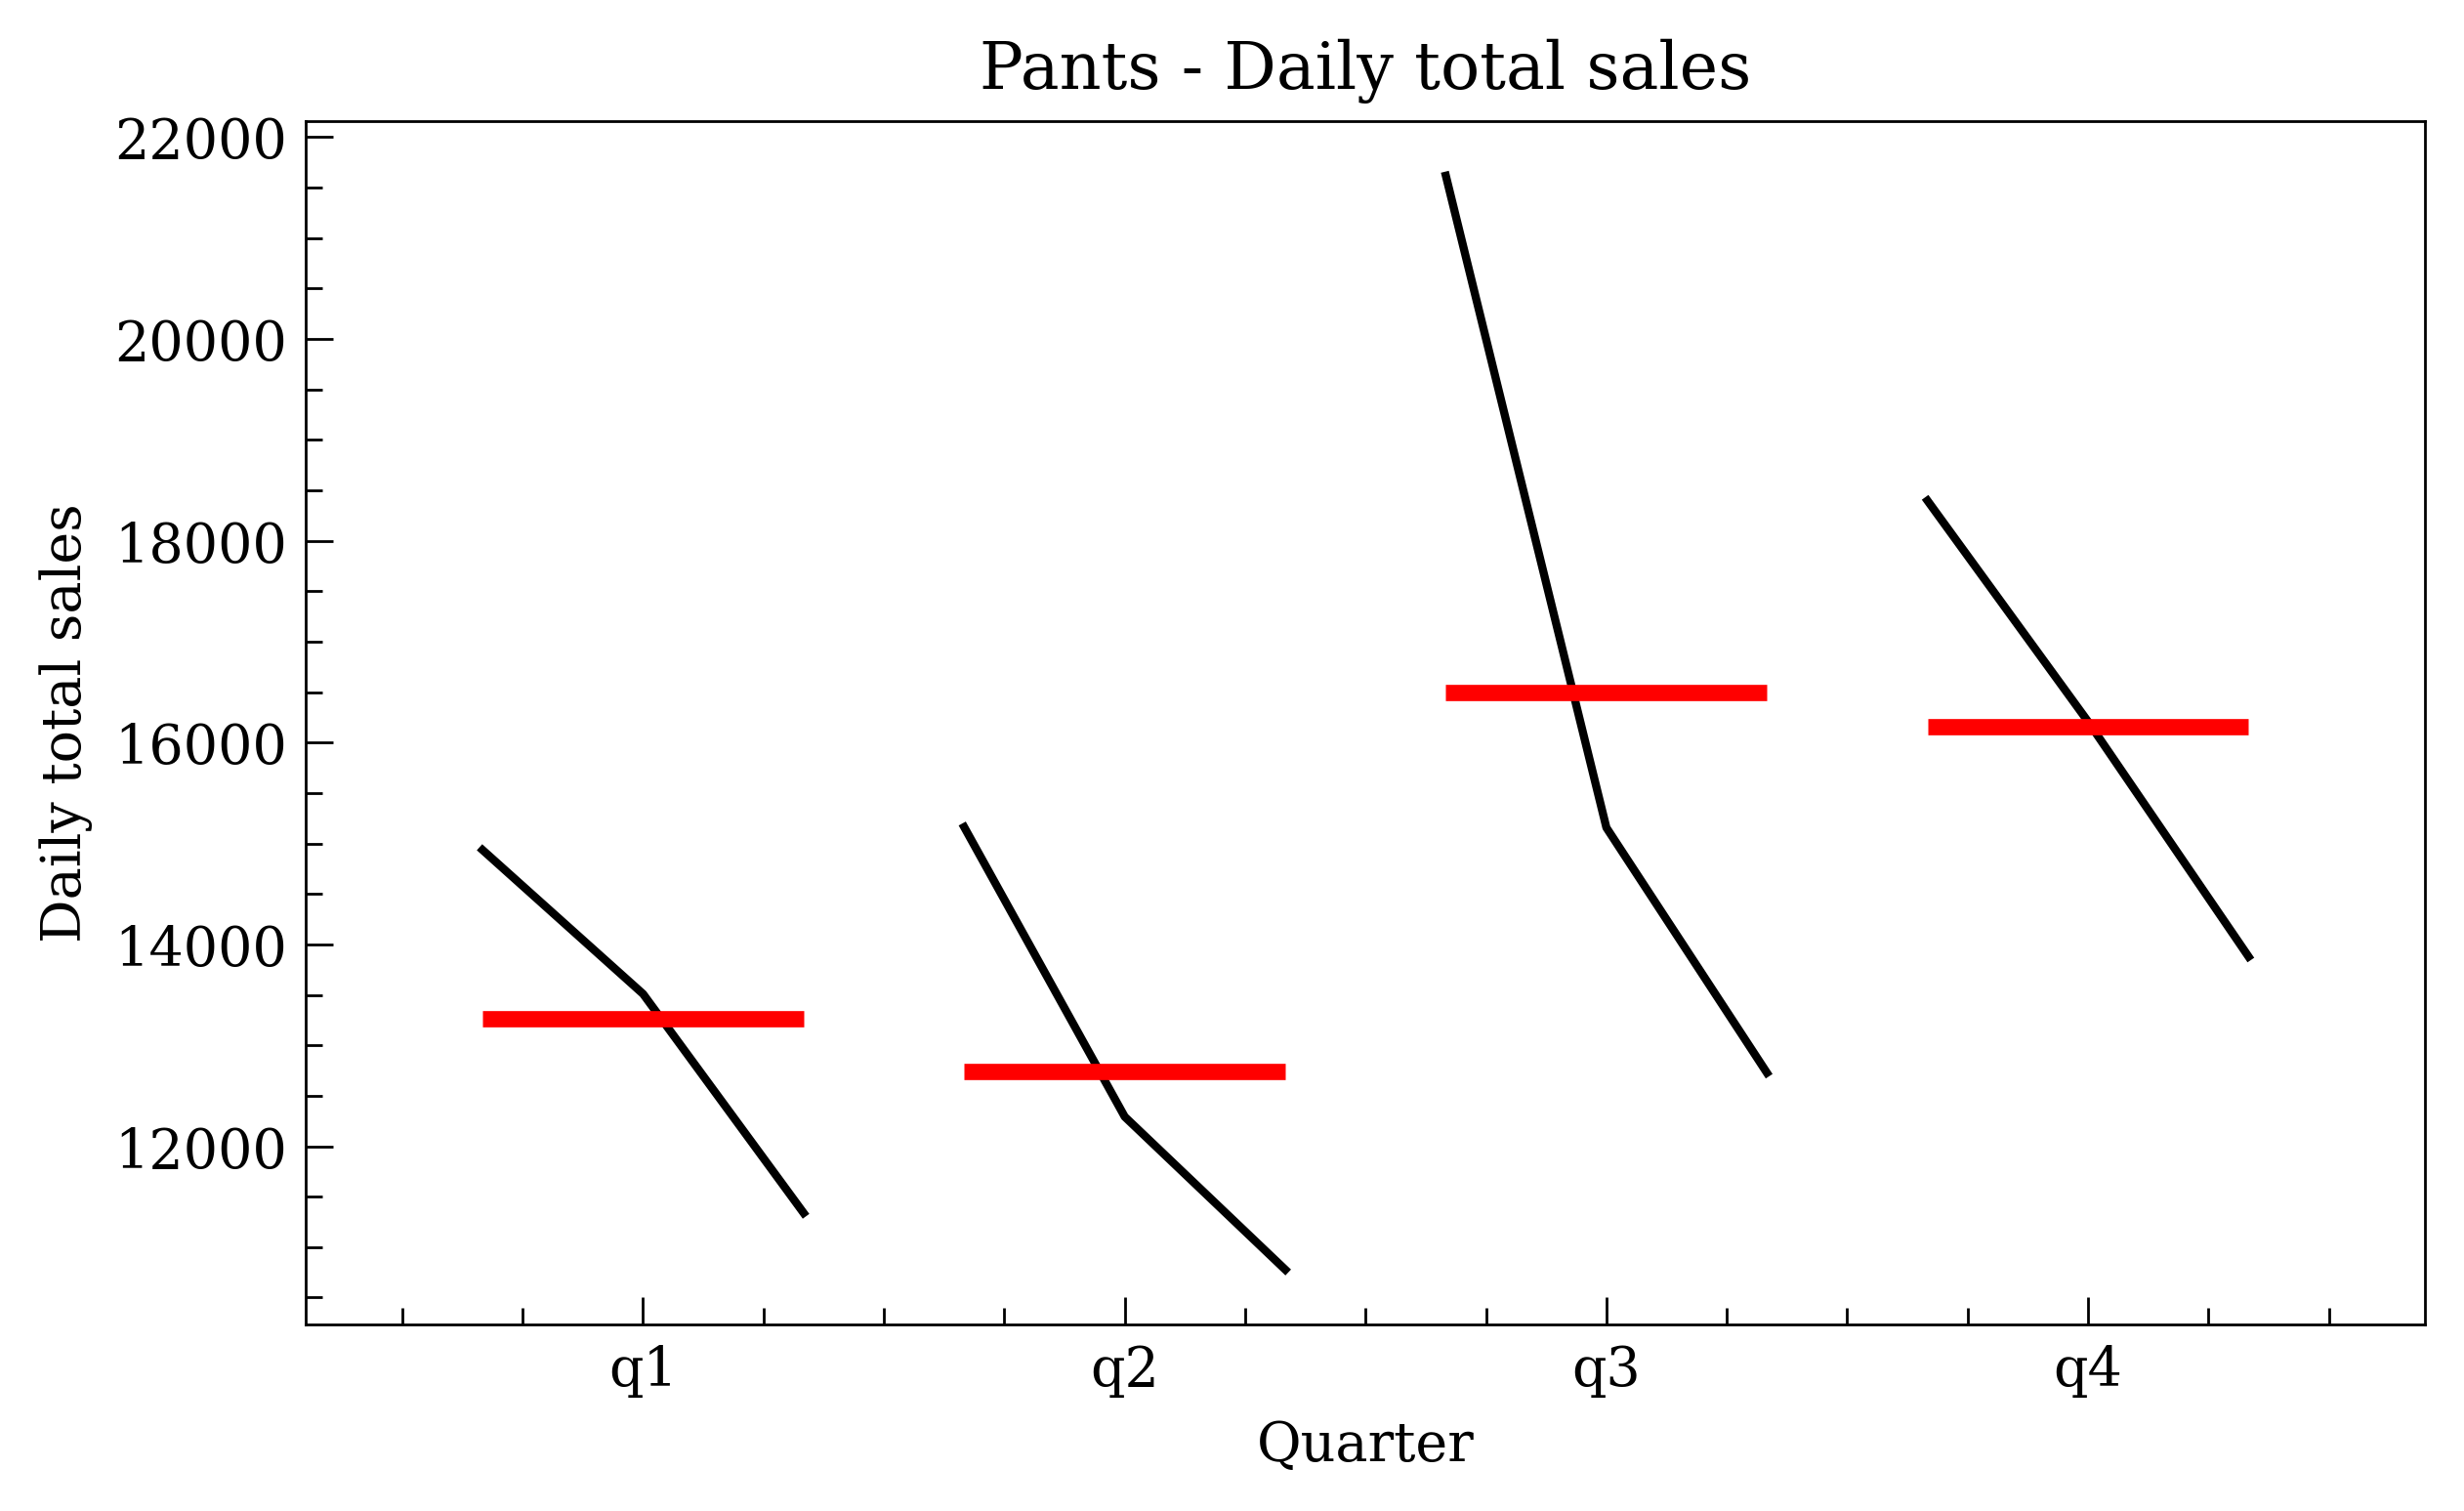 Pants - Daily total sales
22000
20000
18000
16000
14000
12000
Daily total sales
q1 q2 q3 q4
Quarter